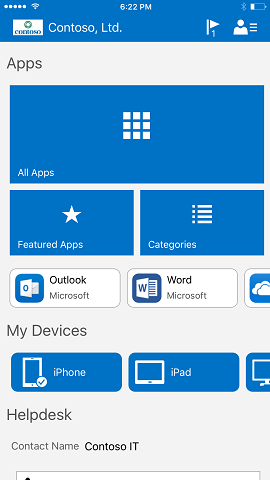 6:22 PM
contoso
Contoso, Ltd.
1
Apps
All Apps
Featured Apps
Categories
Outlook
Microsoft
Word
Microsoft
My Devices
iPhone
iPad
Helpdesk
Contact Name Contoso IT